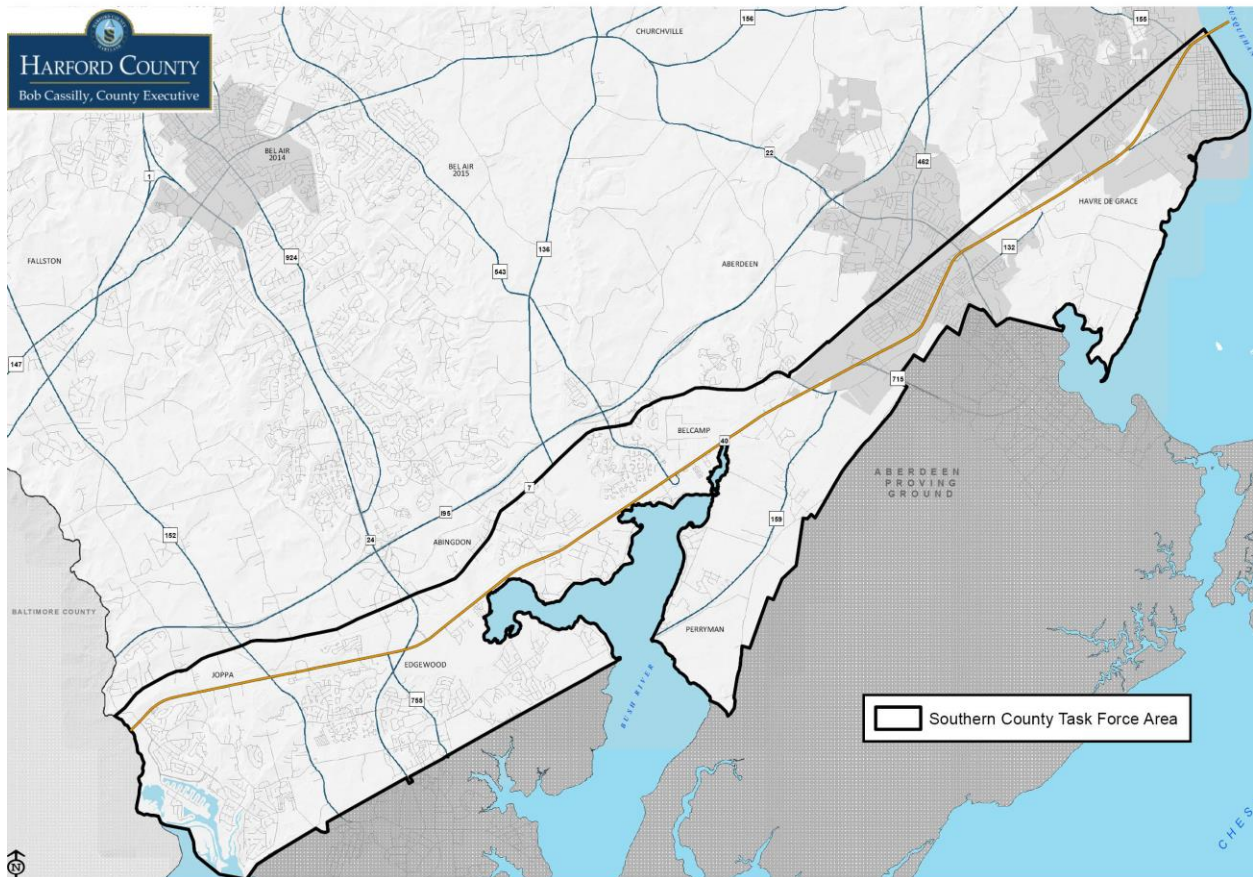 HARFORD COUNTY
Bob Cassilly, County Executive
CHURCHVILLE
156
155
BEL AIR
2014
BEL AIR
2015
1
22
462
HAVRE DE GRACE
FALLSTON
924
136
543
ABERDEEN
132
147
715
BELCAMP
40
ABERDEEN
PROVING
GROUND
7
I95
159
152
24
ABINGDON
BALTIMORE COUNTY
PERRYMAN
JOPPA
EDGEWOOD
755
BUSH RIVER
Southern County Task Force Area
CHES
N